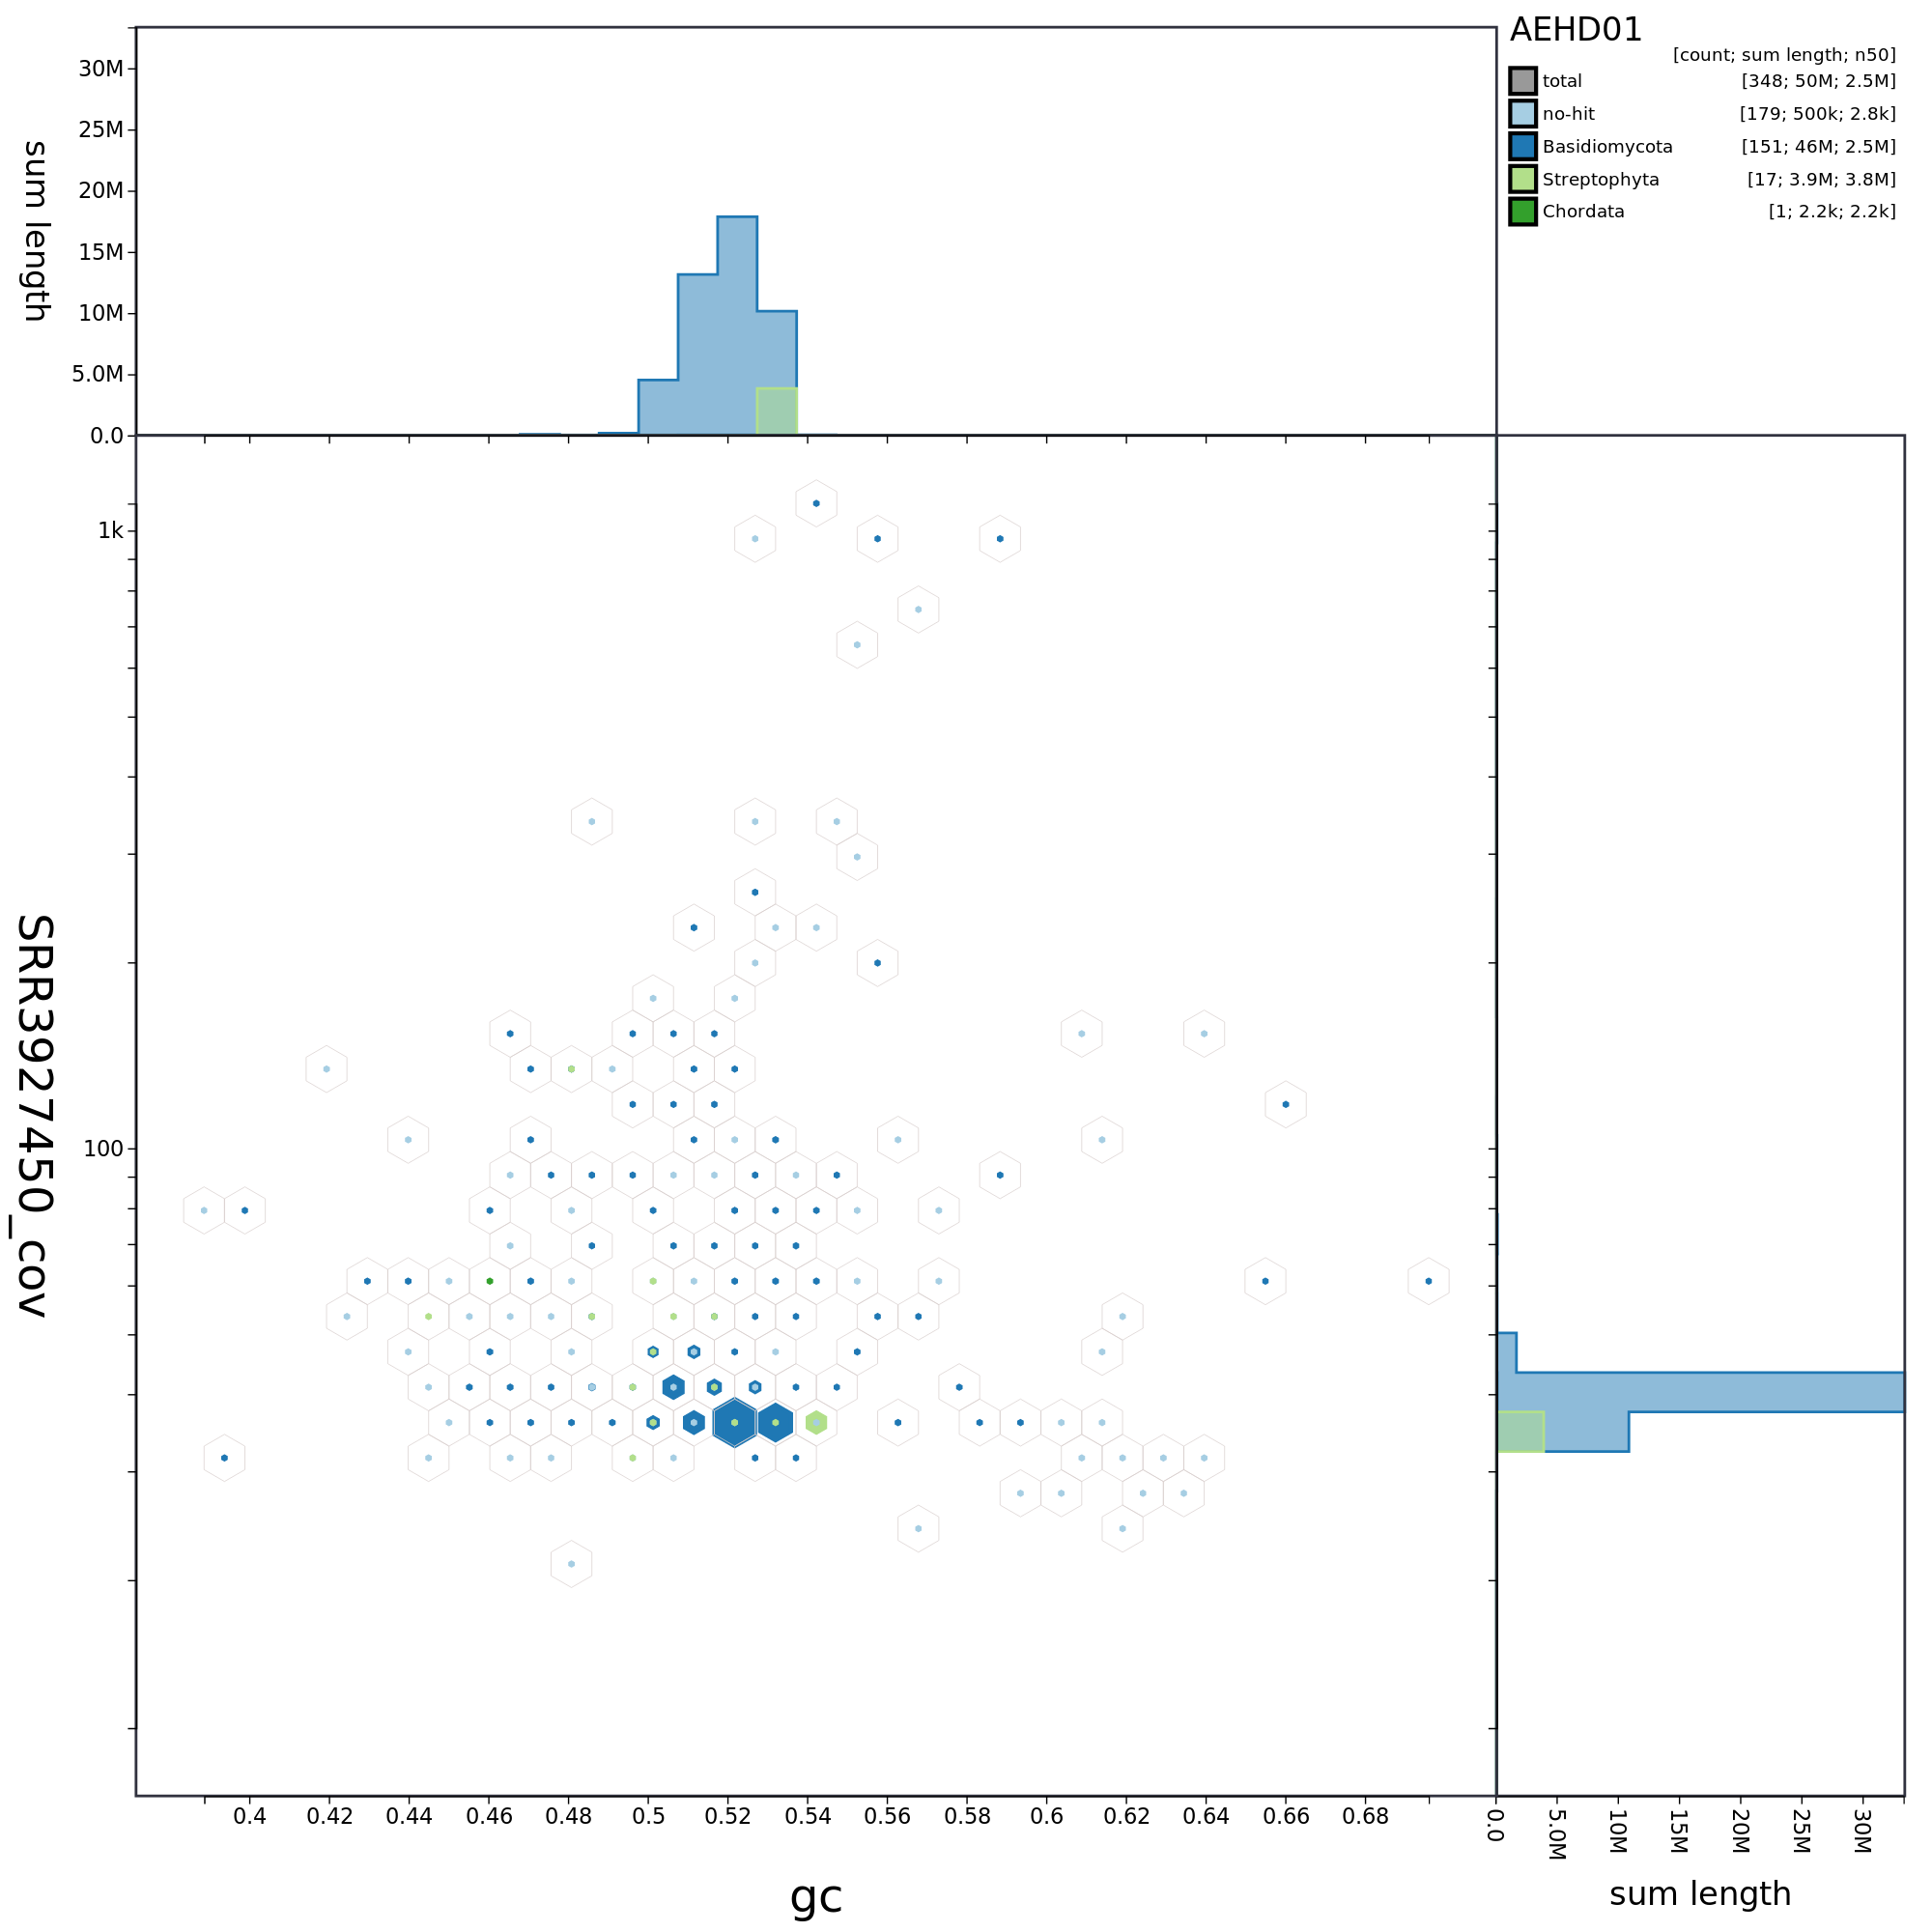 AEHD01
[count; sum length; n50]
total [348; 50M; 2.5M]
no-hit [179; 500k; 2.8k]
Basidiomycota [151; 46M; 2.5M]
Streptophyta [17; 3.9M; 3.8M]
Chordata [1; 2.2k; 2.2k]
sum length
30M
25M
20M
15M
10M
5.0M
0.0
SRR3927450_cov
1k
100
0.4 0.42 0.44 0.46 0.48 0.5 0.52 0.54 0.56 0.58 0.6 0.62 0.64 0.66 0.68
gc
0.0 5.0M 10M 15M 20M 25M 30M
sum length